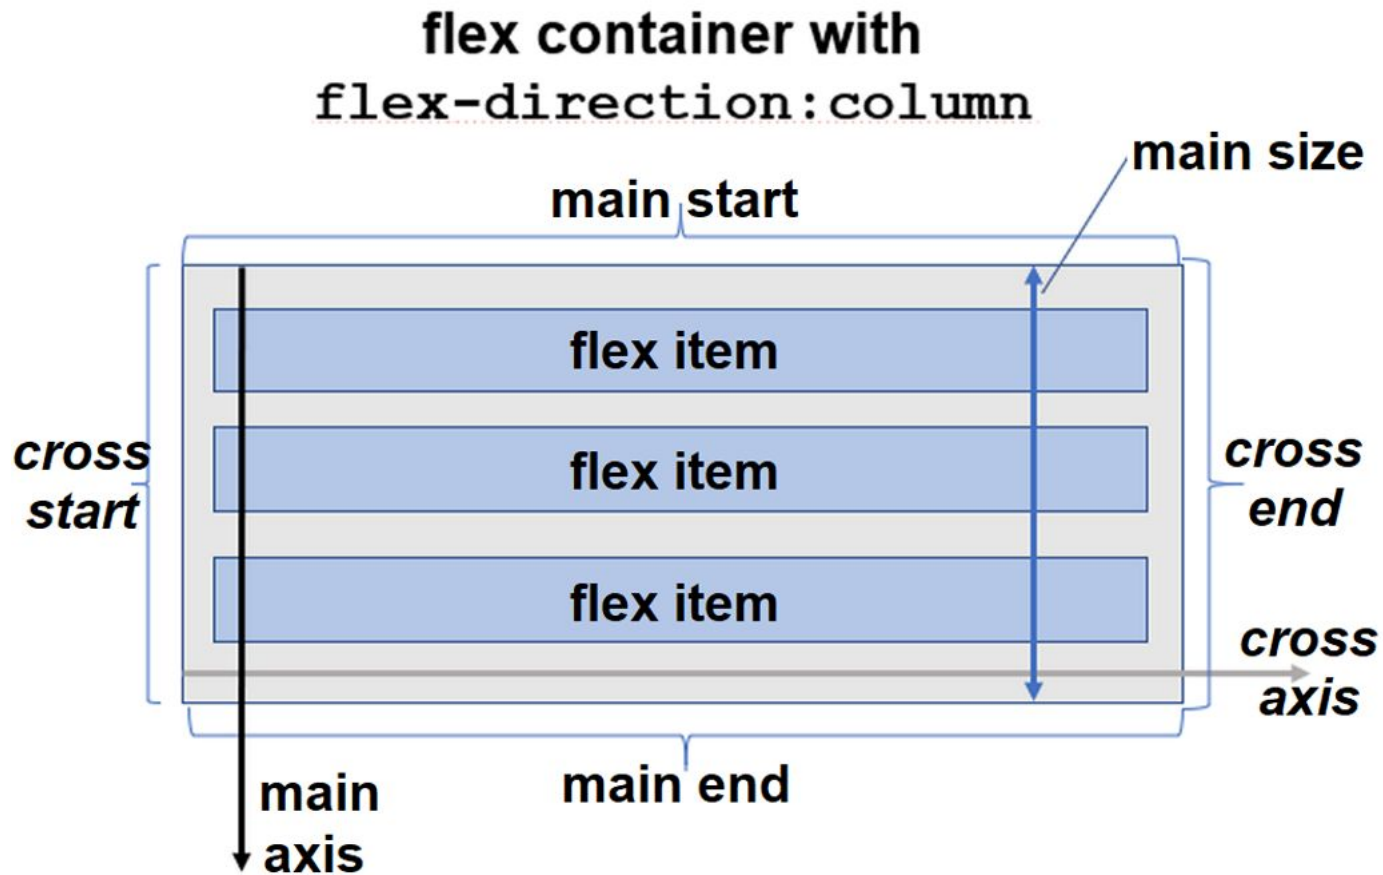 flex container with
flex-direction:column
main size
main start
flex item
cross
start
flex item
cross
end
flex item
cross
axis
main end
main
axis